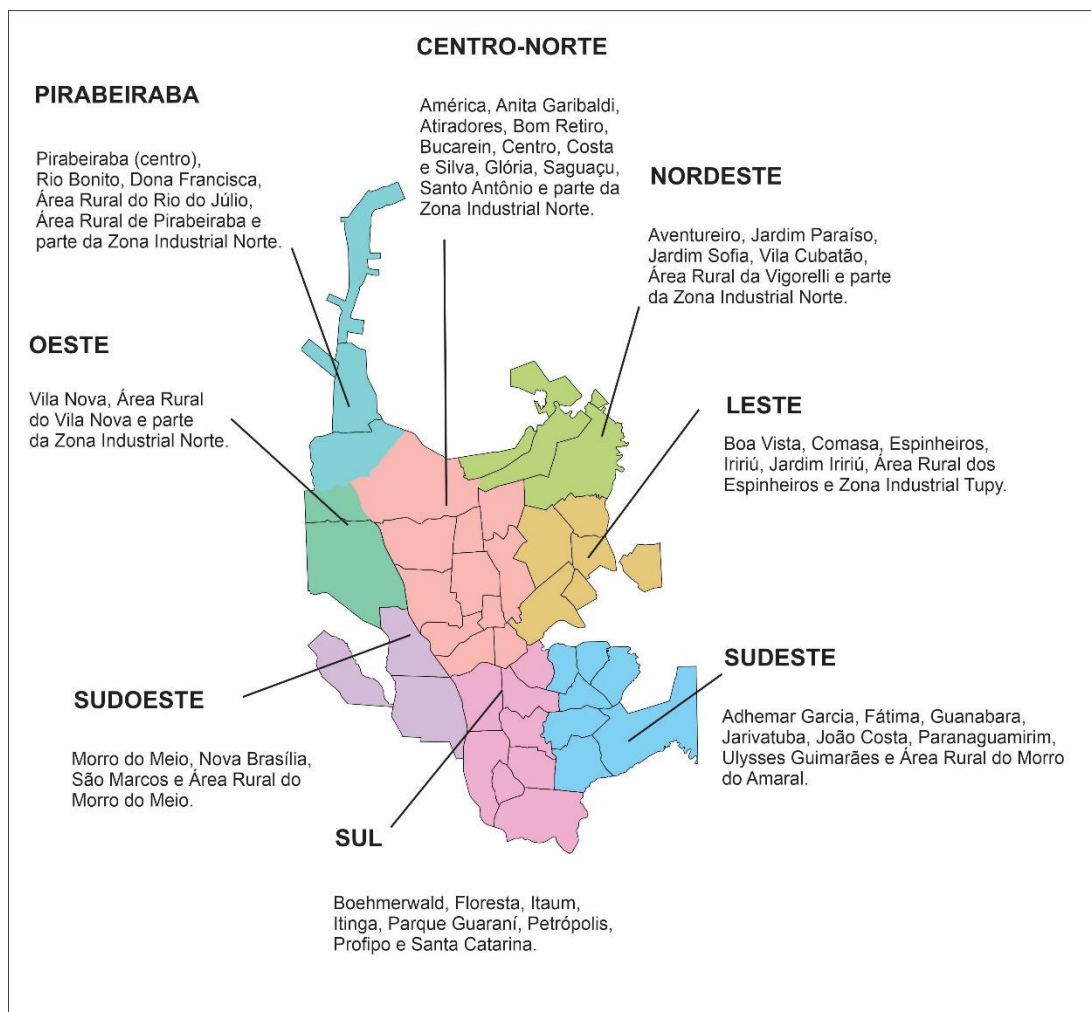 CENTRO-NORTE
América, Anita Garibaldi,
Atiradores, Bom Retiro,
Bucarein, Centro, Costa
e Silva, Glória, Saguaçu,
Santo Antônio e parte da
Zona Industrial Norte.
PIRABEIRABA
Pirabeiraba (centro),
Rio Bonito, Dona Francisca,
Área Rural do Rio do Júlio,
Área Rural de Pirabeiraba e
parte da Zona Industrial Norte.
NORDESTE
Aventureiro, Jardim Paraíso,
Jardim Sofia, Vila Cubatão,
Área Rural da Vigorelli e parte
da Zona Industrial Norte.
OESTE
Vila Nova, Área Rural
do Vila Nova e parte
da Zona Industrial Norte.
LESTE
Boa Vista, Comasa, Espinheiros,
Iririú, Jardim Iririú, Área Rural dos
Espinheiros e Zona Industrial Tupy.
SUDESTE
Adhemar Garcia, Fátima, Guanabara,
Jarivatuba, João Costa, Paranaguamirim,
Ulysses Guimarães e Área Rural do Morro
do Amaral.
SUDOESTE
Morro do Meio, Nova Brasília,
São Marcos e Área Rural do
Morro do Meio.
SUL
Boehmerwald, Floresta, Itaum,
Itinga, Parque Guaraní, Petrópolis,
Profipo e Santa Catarina.